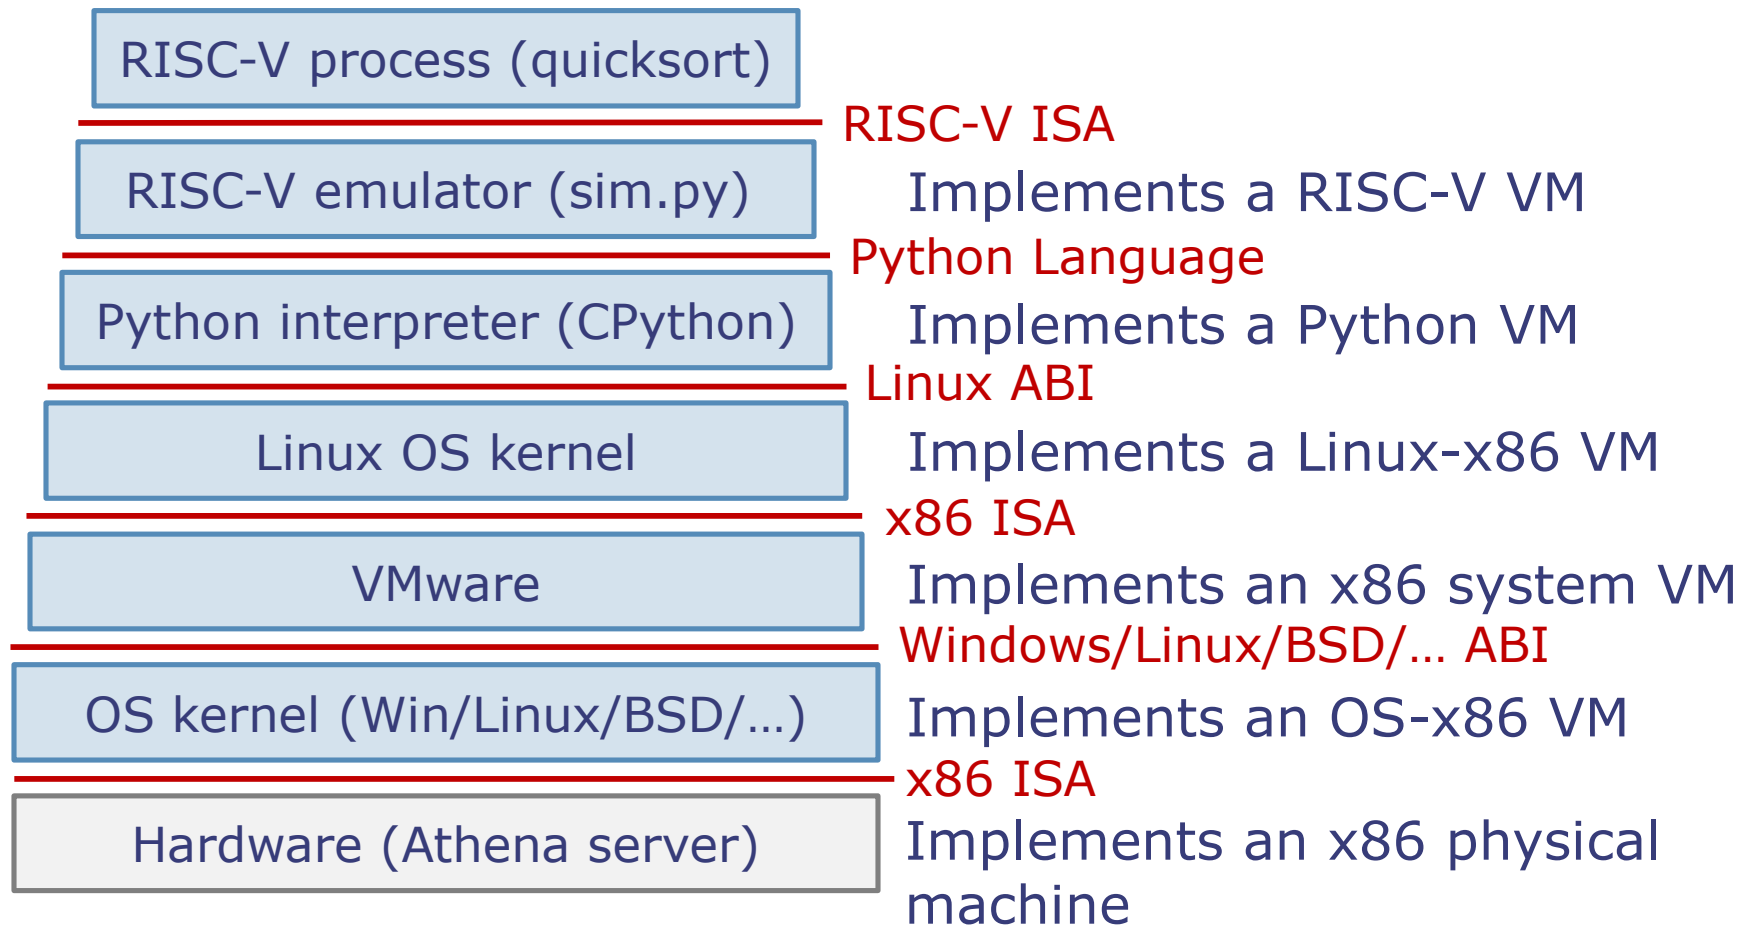 RISC-V process (quicksort)
RISC-V ISA
RISC-V emulator (sim.py)
Implements a RISC-V VM
Python Language
Python interpreter (CPython)
Implements a Python VM
Linux ABI
Linux OS kernel
Implements a Linux-x86 VM
x86 ISA
VMware
Implements an x86 system VM
Windows/Linux/BSD/… ABI
OS kernel (Win/Linux/BSD/…)
Implements an OS-x86 VM
x86 ISA
Hardware (Athena server)
Implements an x86 physical
machine